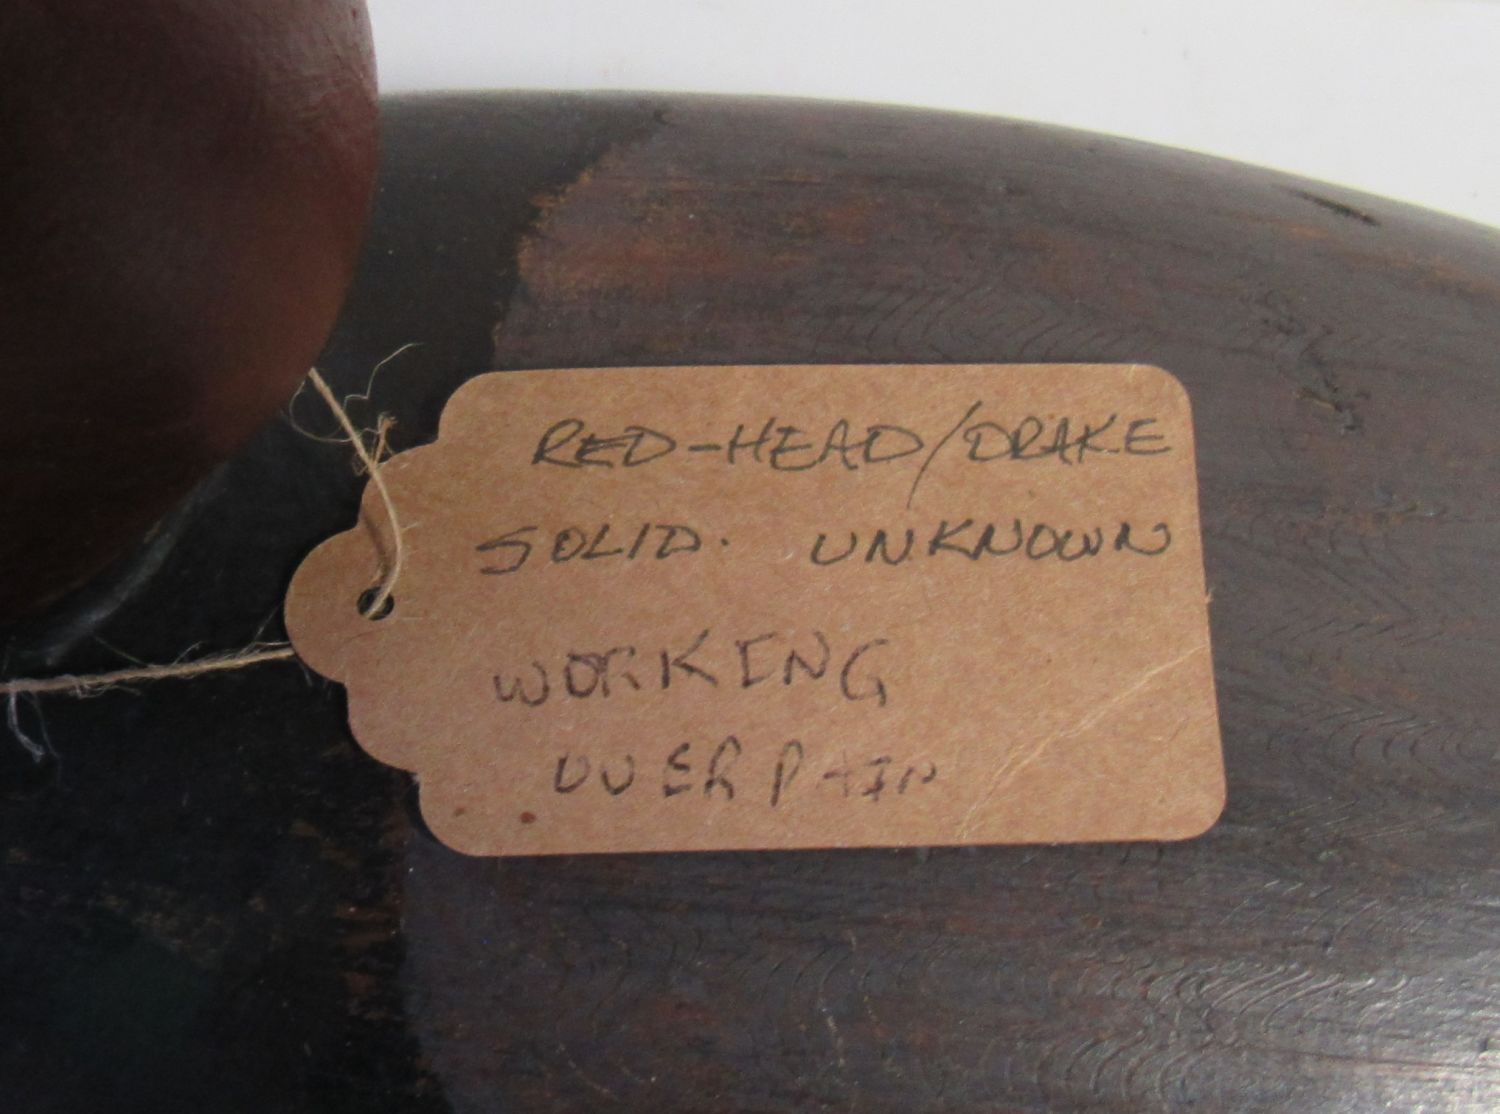 RED-HEAD/DRAKE
SOLID. UNKNOWN
WORKING
OVERPAIN